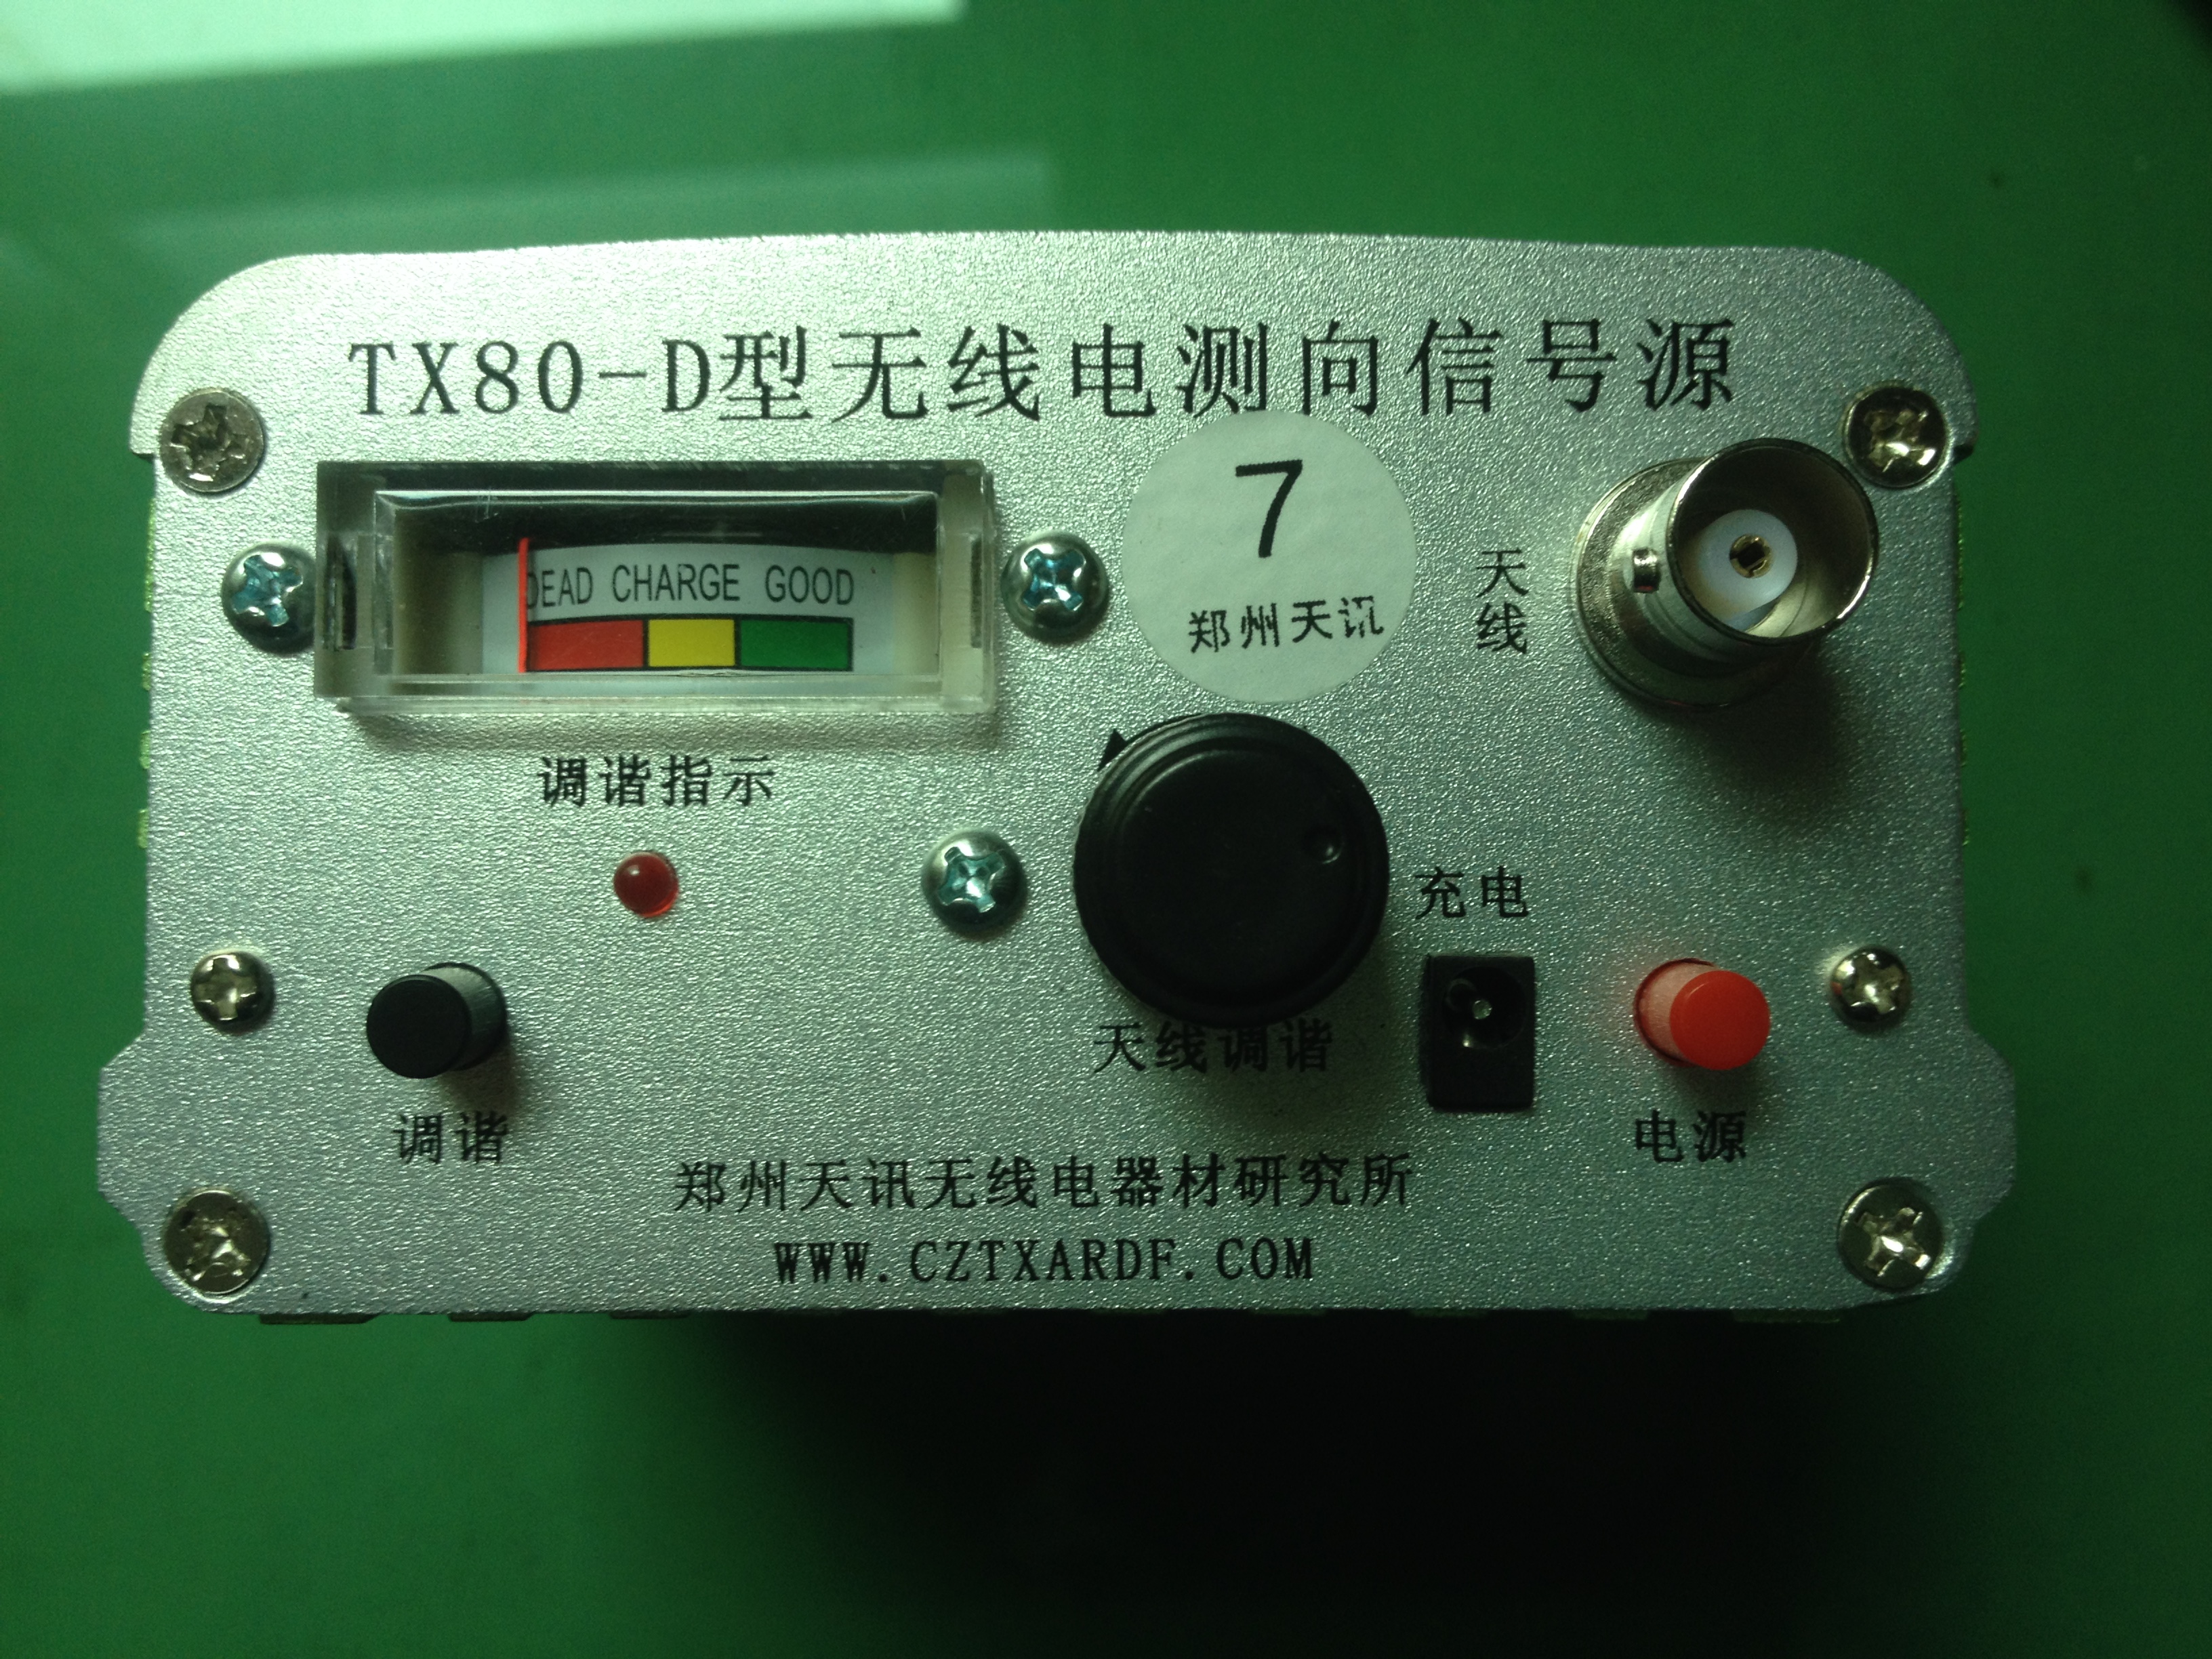 TX80-D型无线电测向信号源
DEAD CHARGE GOOD
7
郑州天讯
天线
调谐指示
充电
天线调谐
调谐
电源
郑州天讯无线电器材研究所
WWW.CZTXARDF.COM